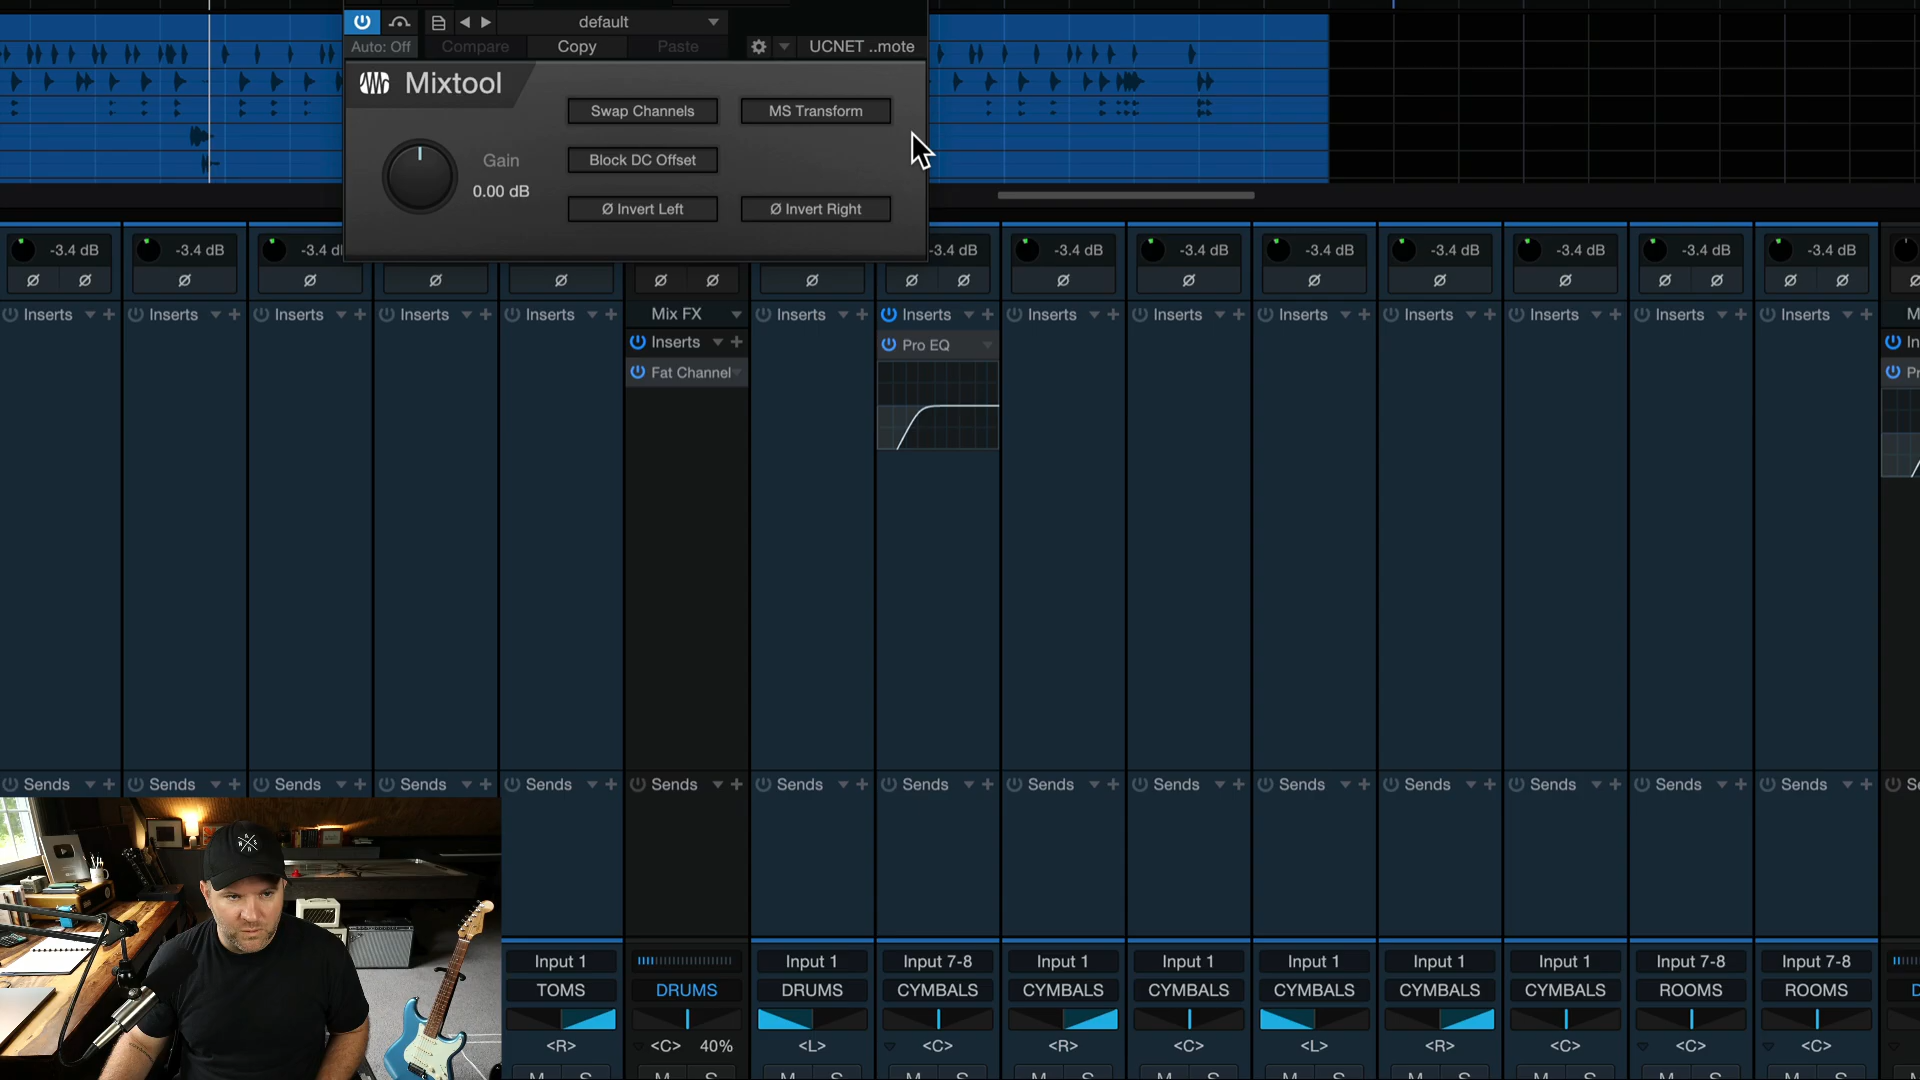 default
Auto: Off Compare Copy Paste UCNET ..mote
Mixtool
Swap Channels MS Transform
Gain Block DC Offset
0.00 dB
Ø Invert Left Ø Invert Right
-3.4 dB -3.4 dB -3.4 d -3.4 dB -3.4 dB -3.4 dB -3.4 dB -3.4 dB -3.4 dB -3.4 dB -3.4 dB
Ø Ø Ø Ø Ø Ø Ø Ø Ø Ø Ø Ø Ø Ø Ø Ø Ø Ø Ø Ø Ø
Inserts Inserts Inserts Inserts Inserts Mix FX Inserts Inserts Inserts Inserts Inserts Inserts Inserts Inserts Inserts M
Inserts In
Pro EQ
Fat Channel Pr
Sends Sends Sends Sends Sends Sends Sends Sends Sends Sends Sends Sends Sends Sends Sends S
Input 1 Input 1 Input 7-8 Input 1 Input 1 Input 1 Input 1 Input 1 Input 7-8 Input 7-8
TOMS DRUMS DRUMS CYMBALS CYMBALS CYMBALS CYMBALS CYMBALS CYMBALS ROOMS ROOMS D
<R> <C> 40% <L> <C> <R> <C> <L> <R> <C> <C> <C>
M S M S M S M S M S M S M S M S M S M S M S